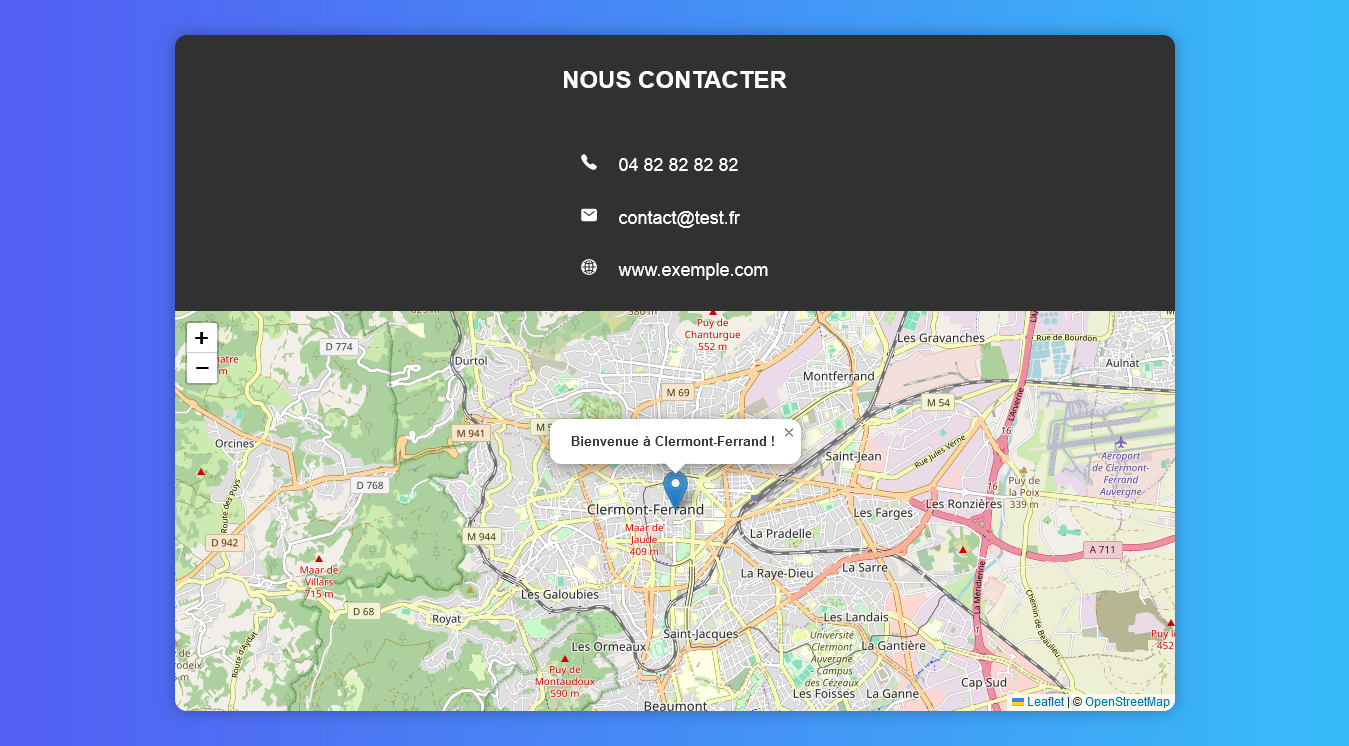 NOUS CONTACTER
04 82 82 82 82
contact@test.fr
www.exemple.com
+
−
Puy de
Chanturgue
552 m
Les Gravanches
Rue de Bourdon
D 774
Durtol
Aulnat
Montferrand
M 69
M 54
L'Arverne
M 941
Orcines
Bienvenue à Clermont-Ferrand !
×
Rue Jules Verne
Saint-Jean
Aéroport
de Clermont-
Ferrand
Auvergne
D 768
Route des Puys
16
16
Puy de
la Poix
339 m
Clermont-Ferrand
Les Farges
Les Ronzières
Maar de
Jaude
409 m
M 944
La Pradelle
D 942
A 711
Maar de
Villars
715 m
La Raye-Dieu
La Sarre
La Méridienne
Les Galoubies
D 68
Royat
Chemin de Beaulieu
Les Landais
Saint-Jacques
Université
Clermont
Auvergne
Campus
des Cézeaux
La Gantière
Les Ormeaux
Route d'Aydat
Puy de
Montaudoux
590 m
Cap Sud
Les Foisses
La Ganne
Beaumont
Leaflet | © OpenStreetMap